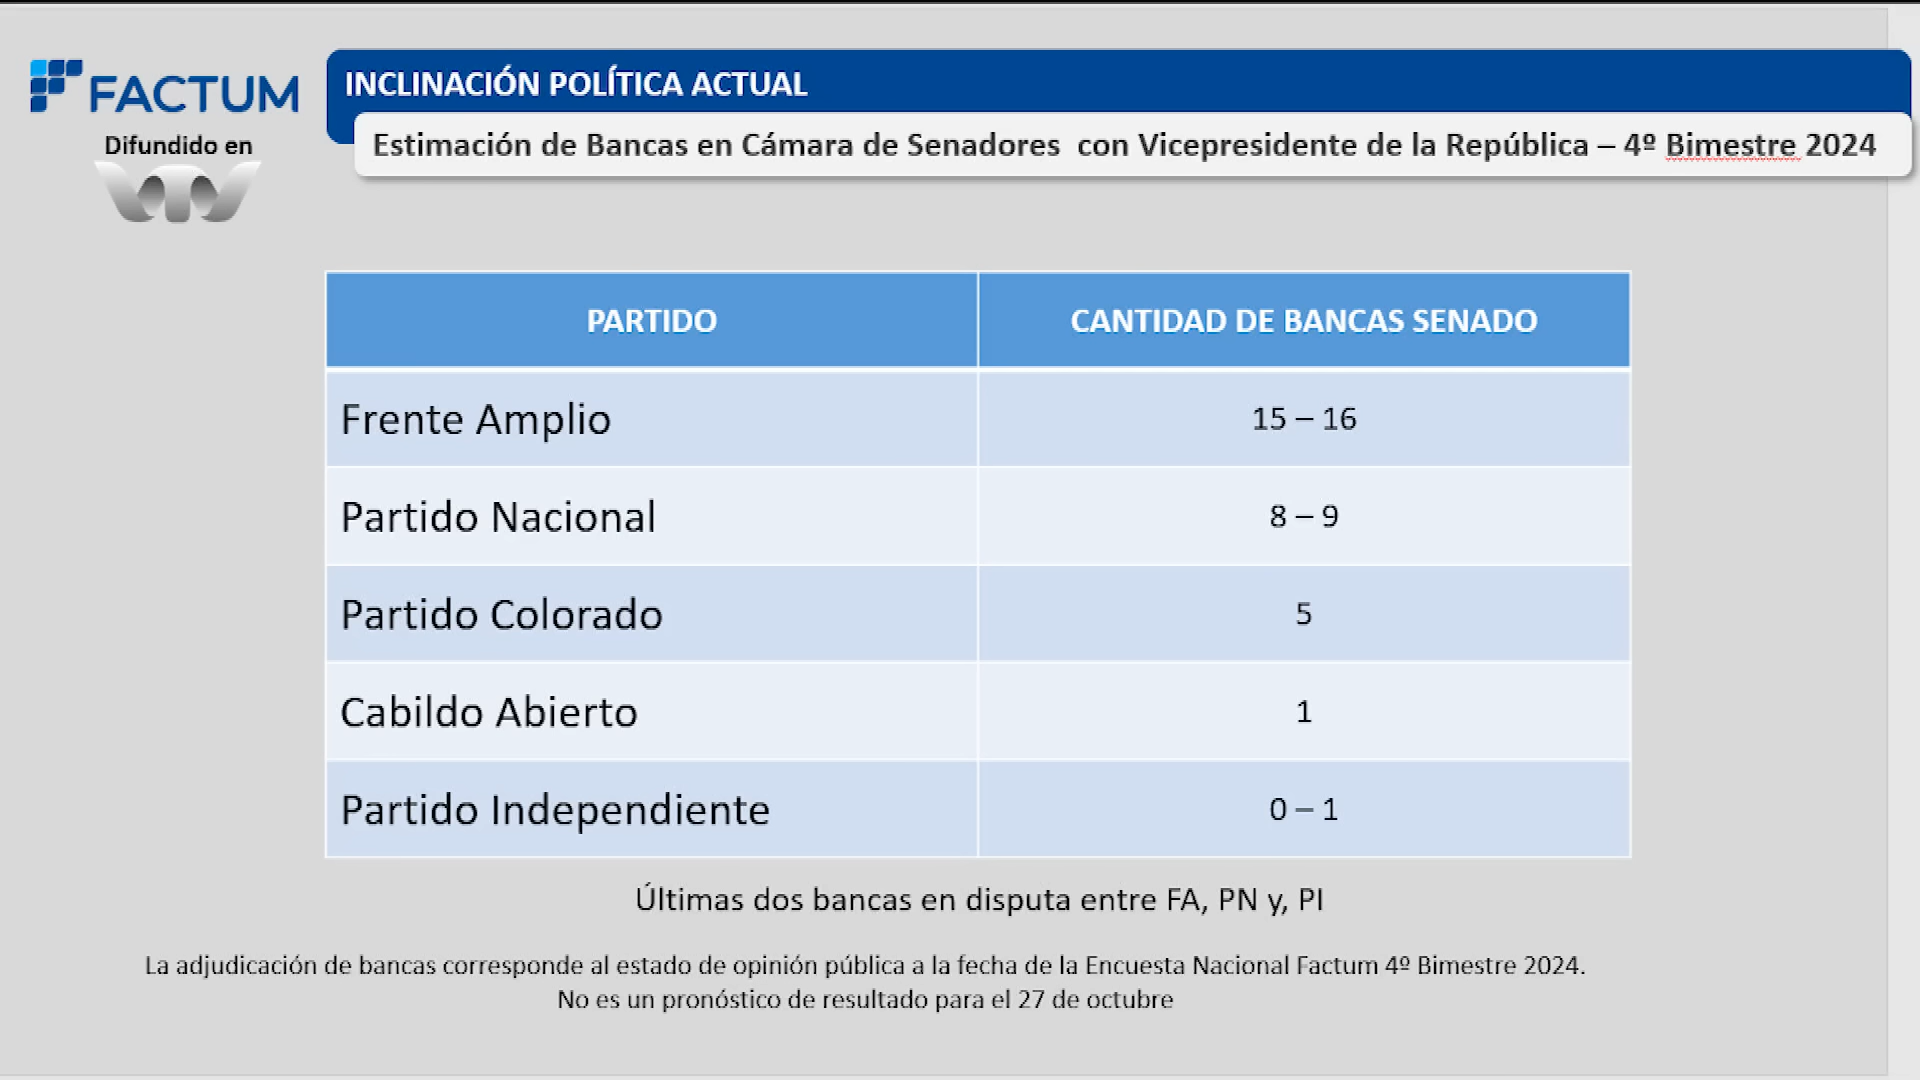 FACTUM
Difundido en
VTV
INCLINACIÓN POLÍTICA ACTUAL
Estimación de Bancas en Cámara de Senadores con Vicepresidente de la República – 4º Bimestre 2024
PARTIDO CANTIDAD DE BANCAS SENADO
Frente Amplio 15 – 16
Partido Nacional 8 – 9
Partido Colorado 5
Cabildo Abierto 1
Partido Independiente 0 – 1
Últimas dos bancas en disputa entre FA, PN y, PI
La adjudicación de bancas corresponde al estado de opinión pública a la fecha de la Encuesta Nacional Factum 4º Bimestre 2024.
No es un pronóstico de resultado para el 27 de octubre